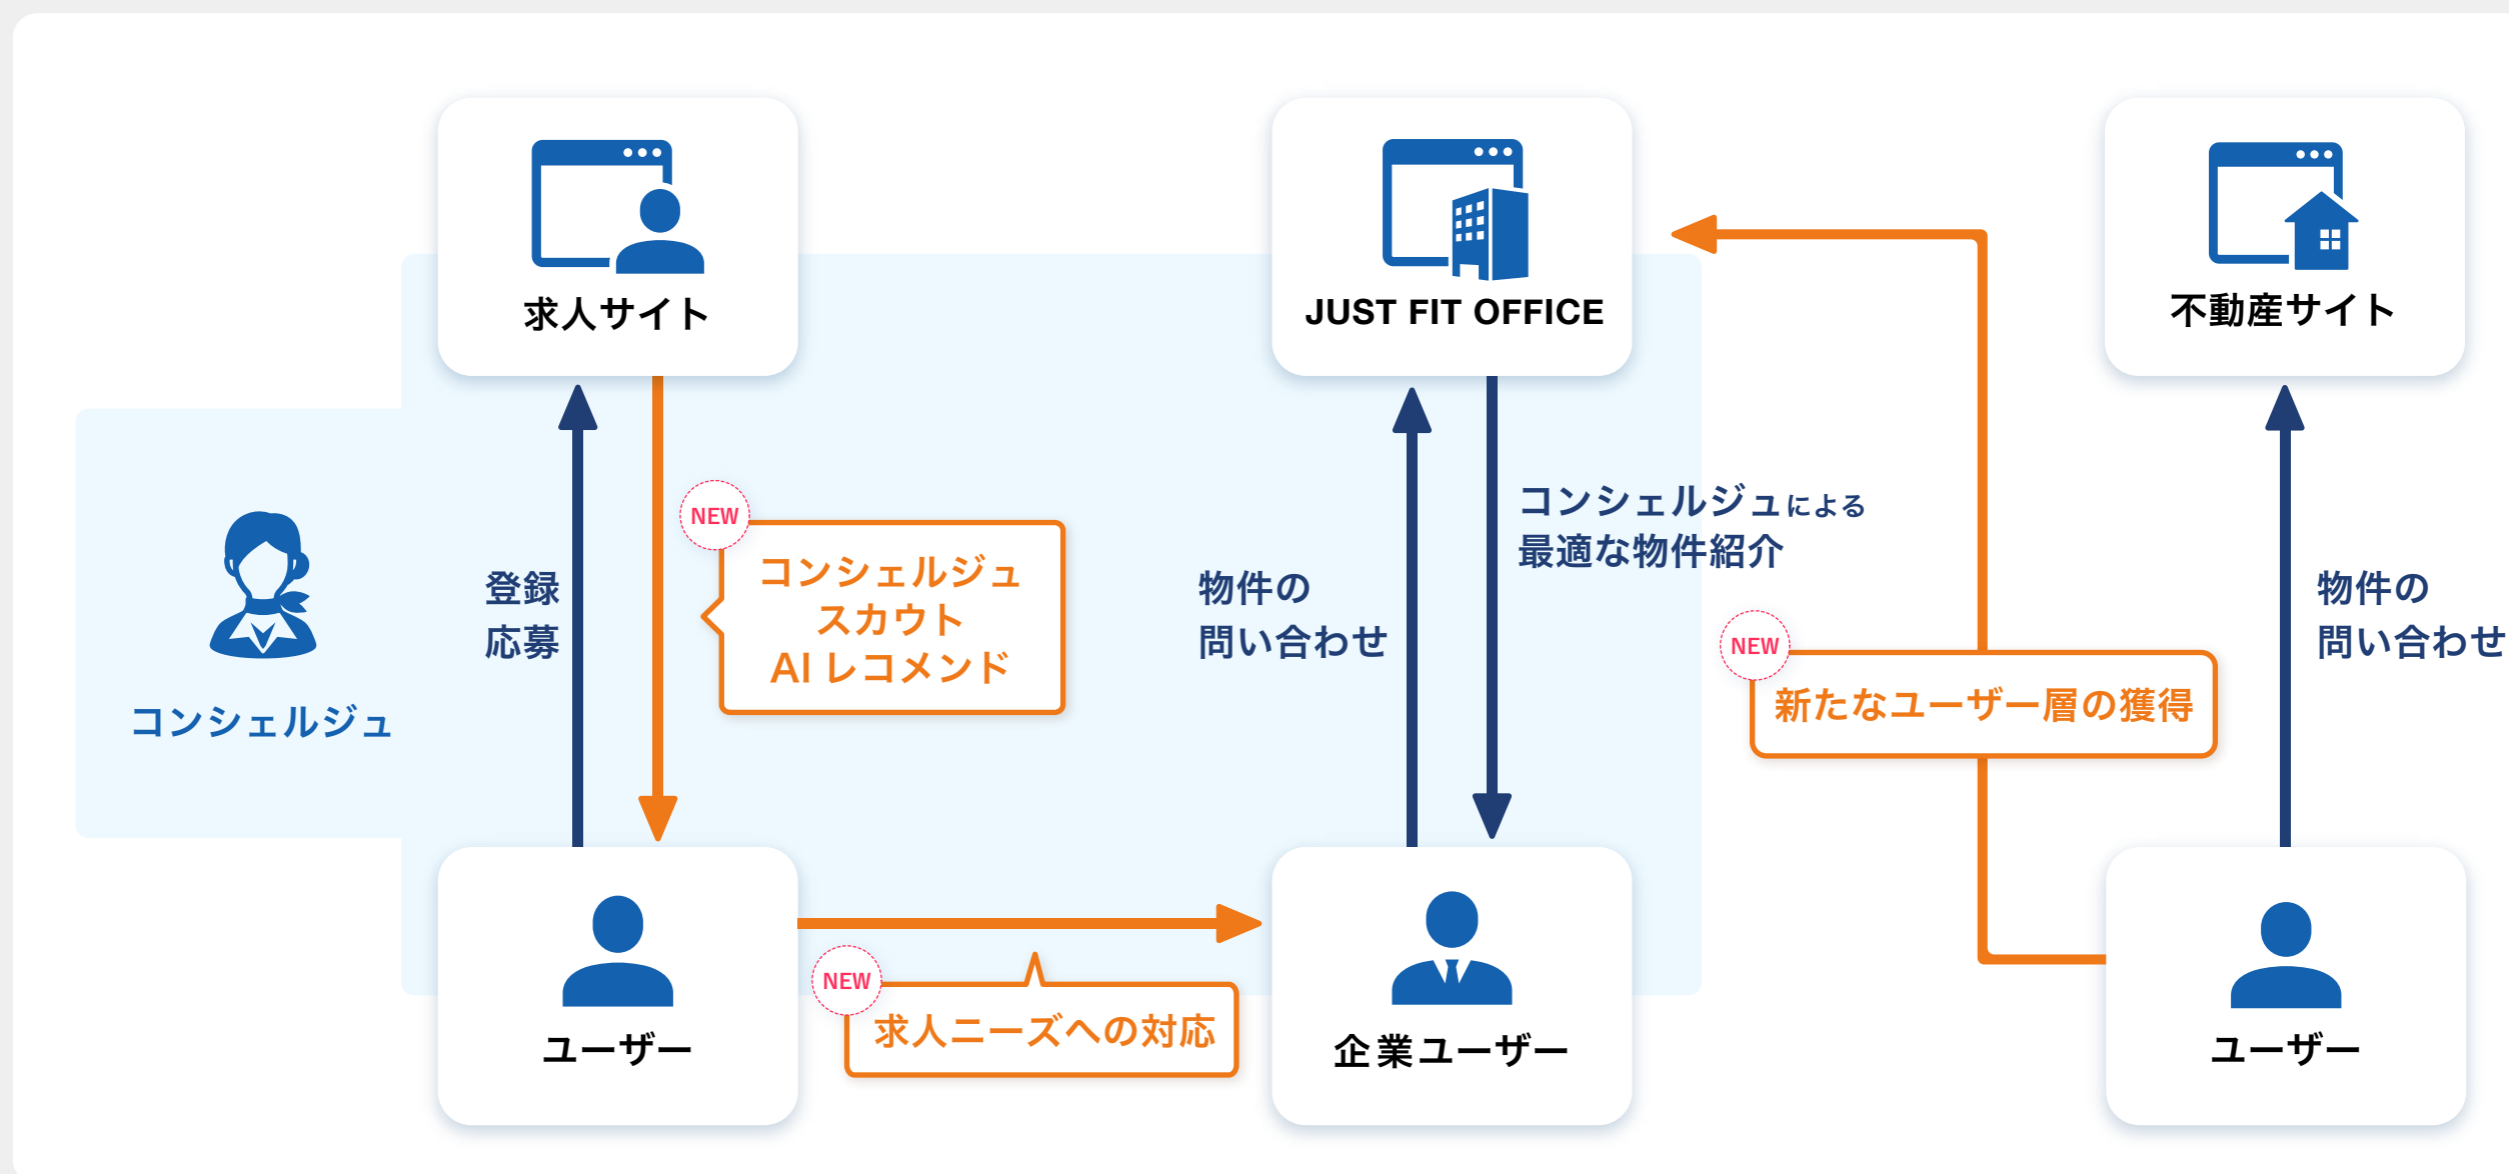 求人サイト
JUST FIT OFFICE
不動産サイト
コンシェルジュ
登録
応募
NEW
コンシェルジュ
スカウト
AI レコメンド
物件の
問い合わせ
コンシェルジュによる
最適な物件紹介
NEW
新たなユーザー層の獲得
物件の
問い合わせ
ユーザー
NEW
求人ニーズへの対応
企業ユーザー
ユーザー